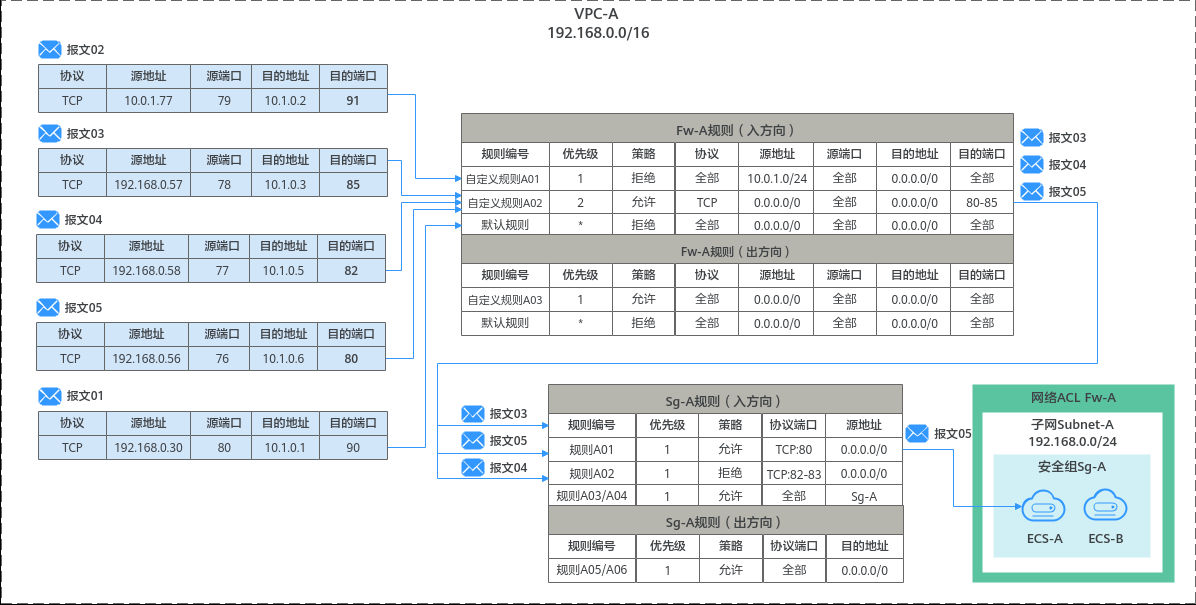 VPC-A
192.168.0.0/16
报文02
协议 源地址 源端口 目的地址 目的端口
TCP 10.0.1.77 79 10.1.0.2 91
报文03
协议 源地址 源端口 目的地址 目的端口
TCP 192.168.0.57 78 10.1.0.3 85
报文04
协议 源地址 源端口 目的地址 目的端口
TCP 192.168.0.58 77 10.1.0.5 82
报文05
协议 源地址 源端口 目的地址 目的端口
TCP 192.168.0.56 76 10.1.0.6 80
报文01
协议 源地址 源端口 目的地址 目的端口
TCP 192.168.0.30 80 10.1.0.1 90
Fw-A规则（入方向）
规则编号 优先级 策略 协议 源地址 源端口 目的地址 目的端口
自定义规则A01 1 拒绝 全部 10.0.1.0/24 全部 0.0.0.0/0 全部
自定义规则A02 2 允许 TCP 0.0.0.0/0 全部 0.0.0.0/0 80-85
默认规则 * 拒绝 全部 0.0.0.0/0 全部 0.0.0.0/0 全部
Fw-A规则（出方向）
规则编号 优先级 策略 协议 源地址 源端口 目的地址 目的端口
自定义规则A03 1 允许 全部 0.0.0.0/0 全部 0.0.0.0/0 全部
默认规则 * 拒绝 全部 0.0.0.0/0 全部 0.0.0.0/0 全部
报文03
报文04
报文05
报文03
报文05
报文04
Sg-A规则（入方向）
规则编号 优先级 策略 协议端口 源地址
规则A01 1 允许 TCP:80 0.0.0.0/0
规则A02 1 拒绝 TCP:82-83 0.0.0.0/0
规则A03/A04 1 允许 全部 Sg-A
Sg-A规则（出方向）
规则编号 优先级 策略 协议端口 目的地址
规则A05/A06 1 允许 全部 0.0.0.0/0
报文05
网络ACL Fw-A
子网Subnet-A
192.168.0.0/24
安全组Sg-A
ECS-A ECS-B